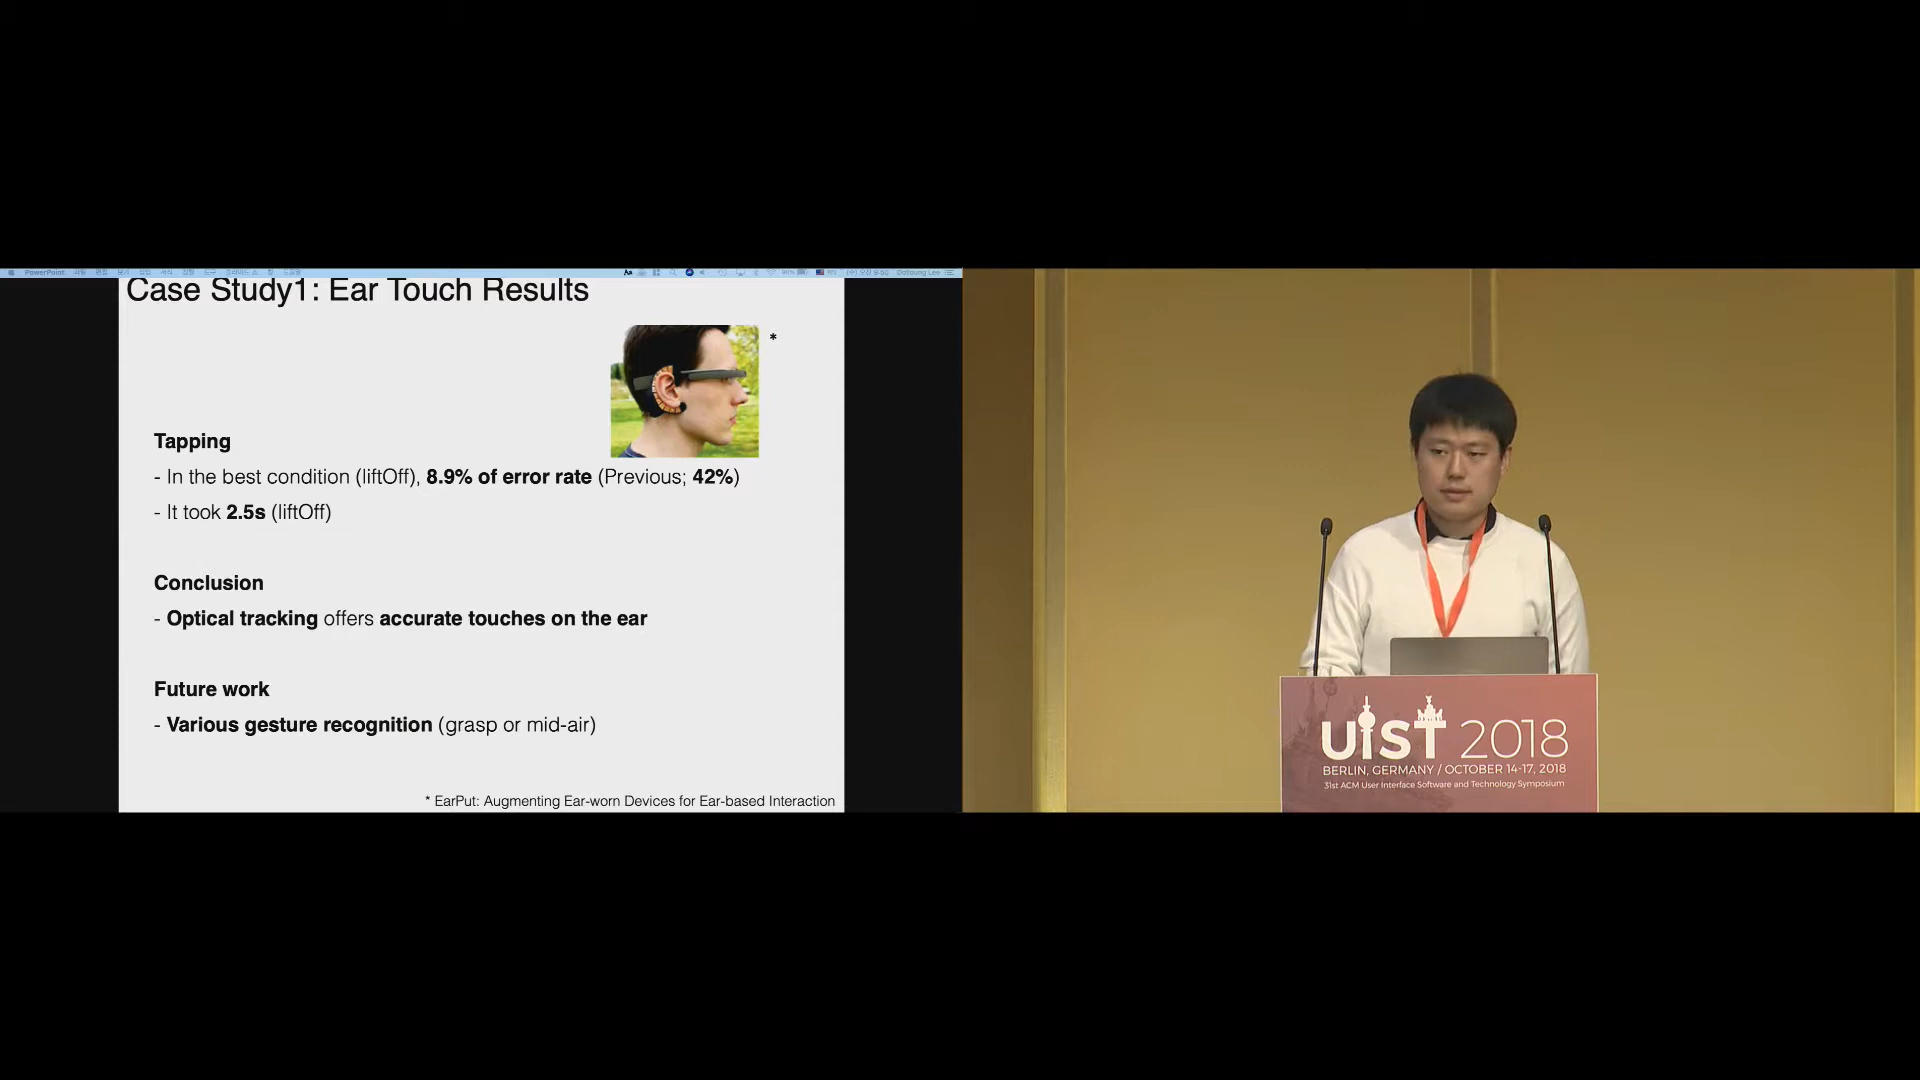 PowerPoint
Case Study1: Ear Touch Results
*
Tapping
- In the best condition (liftOff), 8.9% of error rate (Previous; 42%)
- It took 2.5s (liftOff)
Conclusion
- Optical tracking offers accurate touches on the ear
Future work
- Various gesture recognition (grasp or mid-air)
* EarPut: Augmenting Ear-worn Devices for Ear-based Interaction
UIST 2018
BERLIN, GERMANY / OCTOBER 14-17, 2018
31st ACM User Interface Software and Technology Symposium